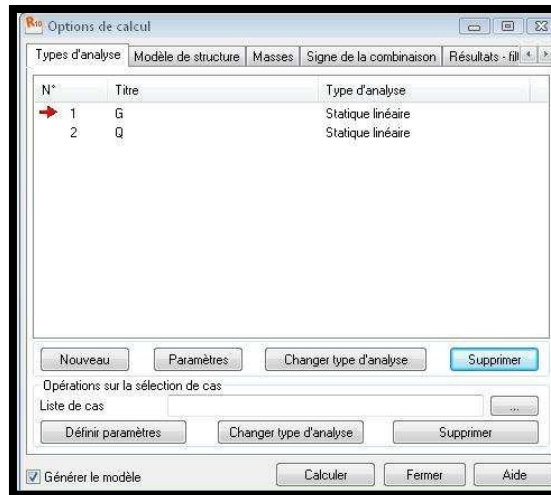 R10 Options de calcul
Types d'analyse Modèle de structure Masses Signe de la combinaison Résultats - fil
N° Titre Type d'analyse
1 G Statique linéaire
2 Q Statique linéaire
Nouveau Paramètres Changer type d'analyse Supprimer
Opérations sur la sélection de cas
Liste de cas ...
Définir paramètres Changer type d'analyse Supprimer
Générer le modèle Calculer Fermer Aide